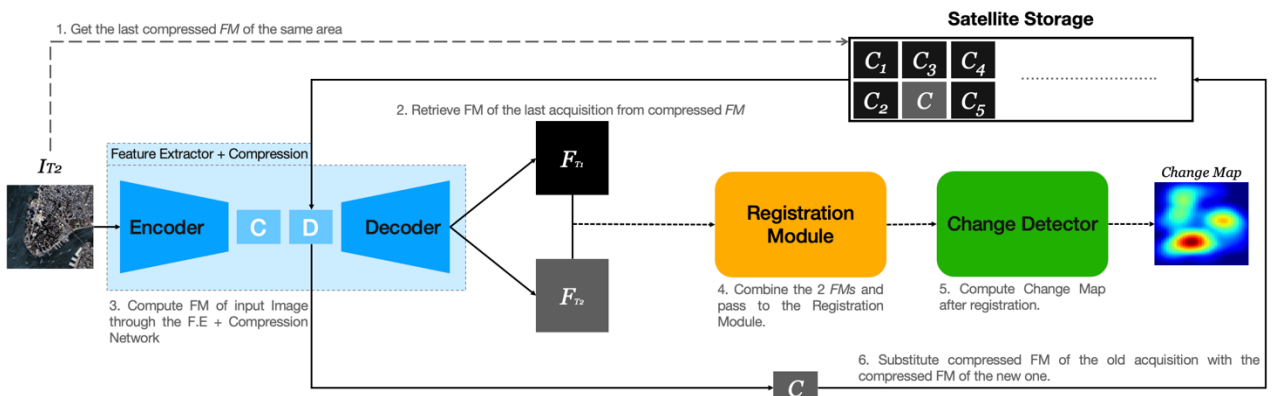 Satellite Storage
1. Get the last compressed FM of the same area
C1 C3 C4
C2 C C5
2. Retrieve FM of the last acquisition from compressed FM
IT2
Feature Extractor + Compression
FT1
Change Map
Encoder
C
D
Decoder
Registration
Module
Change Detector
FT2
3. Compute FM of input Image
through the F.E + Compression
Network
4. Combine the 2 FMs and
pass to the Registration
Module.
5. Compute Change Map
after registration.
6. Substitute compressed FM of the old acquisition with the
compressed FM of the new one.
C